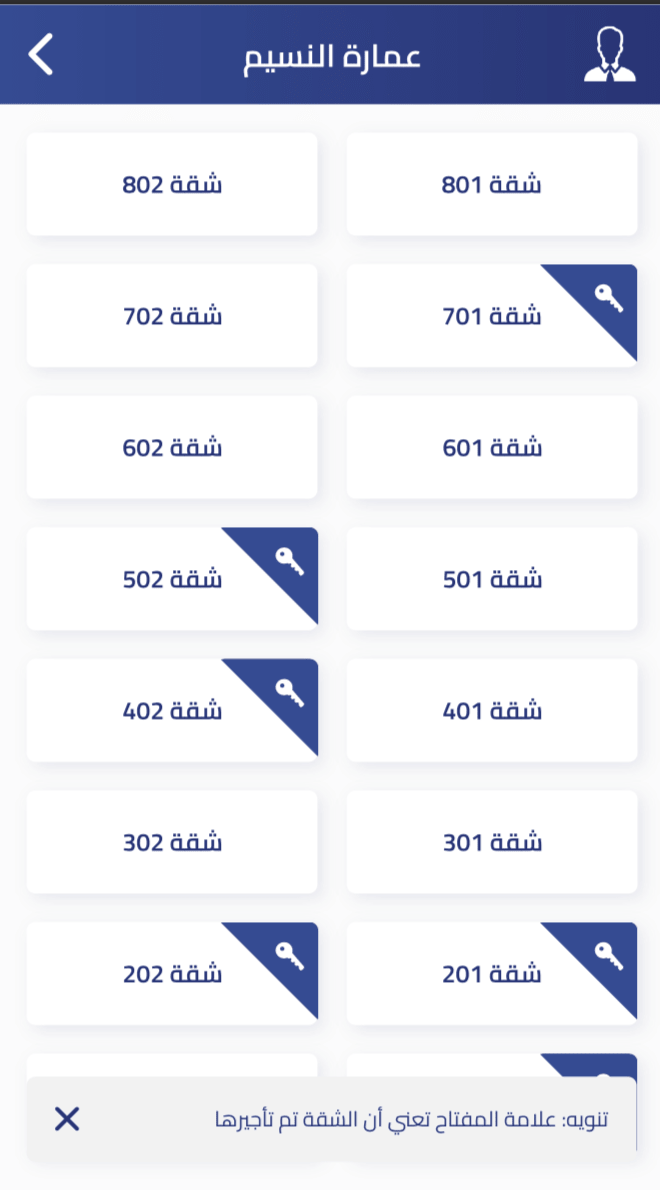 عمارة النسيم
شقة 801
شقة 802
شقة 701
شقة 702
شقة 601
شقة 602
شقة 501
شقة 502
شقة 401
شقة 402
شقة 301
شقة 302
شقة 201
شقة 202
تنويه: علامة المفتاح تعني أن الشقة تم تأجيرها